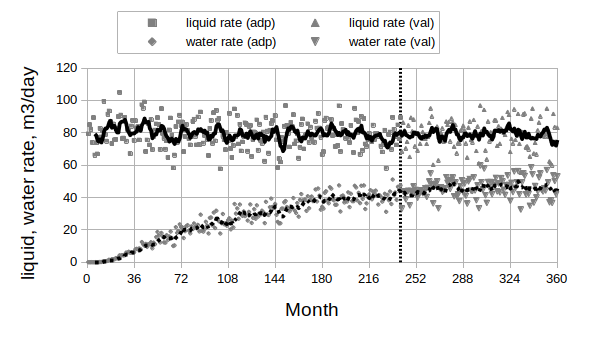 liquid rate (adp) liquid rate (val)
water rate (adp) water rate (val)
liquid, water rate, m3/day
120
100
80
60
40
20
0
0 36 72 108 144 180 216 252 288 324 360
Month